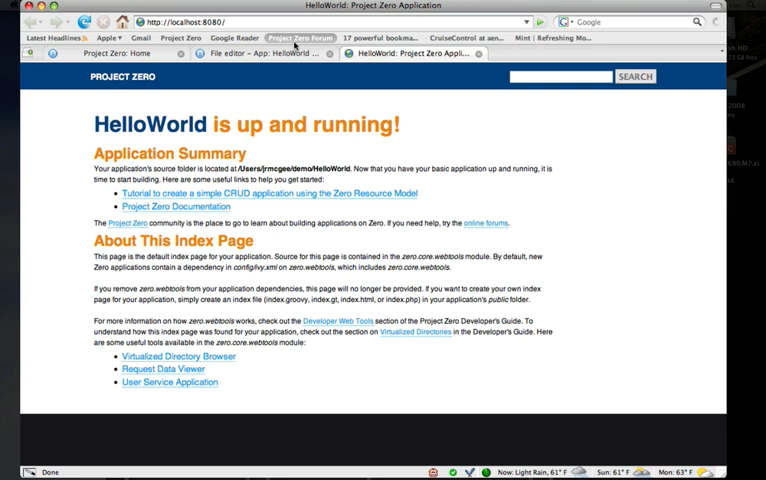 HelloWorld: Project Zero Application
http://localhost:8080/
Google
Latest Headlines Apple Gmail Project Zero Google Reader Project Zero Forum 17 powerful bookma... CruiseControl at aen... Mint | Refreshing Mo...
Project Zero: Home File editor – App: HelloWorld ... HelloWorld: Project Zero Appli...
PROJECT ZERO SEARCH
HelloWorld is up and running!
Application Summary
Your application's source folder is located at /Users/jrmcgee/demo/HelloWorld. Now that you have your basic application up and running, it is
time to start building. Here are some useful links to help you get started:
• Tutorial to create a simple CRUD application using the Zero Resource Model
• Project Zero Documentation
The Project Zero community is the place to go to learn about building applications on Zero. If you need help, try the online forums.
About This Index Page
This page is the default index page for your application. Source for this page is contained in the zero.core.webtools module. By default, new
Zero applications contain a dependency in config/ivy.xml on zero.webtools, which includes zero.core.webtools.
If you remove zero.webtools from your application dependencies, this page will no longer be provided. If you want to create your own index
page for your application, simply create an index file (index.groovy, index.gt, index.html, or index.php) in your application's public folder.
For more information on how zero.webtools works, check out the Developer Web Tools section of the Project Zero Developer's Guide. To
understand how this index page was found for your application, check out the section on Virtualized Directories in the Developer's Guide. Here
are some useful tools available in the zero.core.webtools module:
• Virtualized Directory Browser
• Request Data Viewer
• User Service Application
Done Now: Light Rain, 61° F Sun: 61° F Mon: 63° F